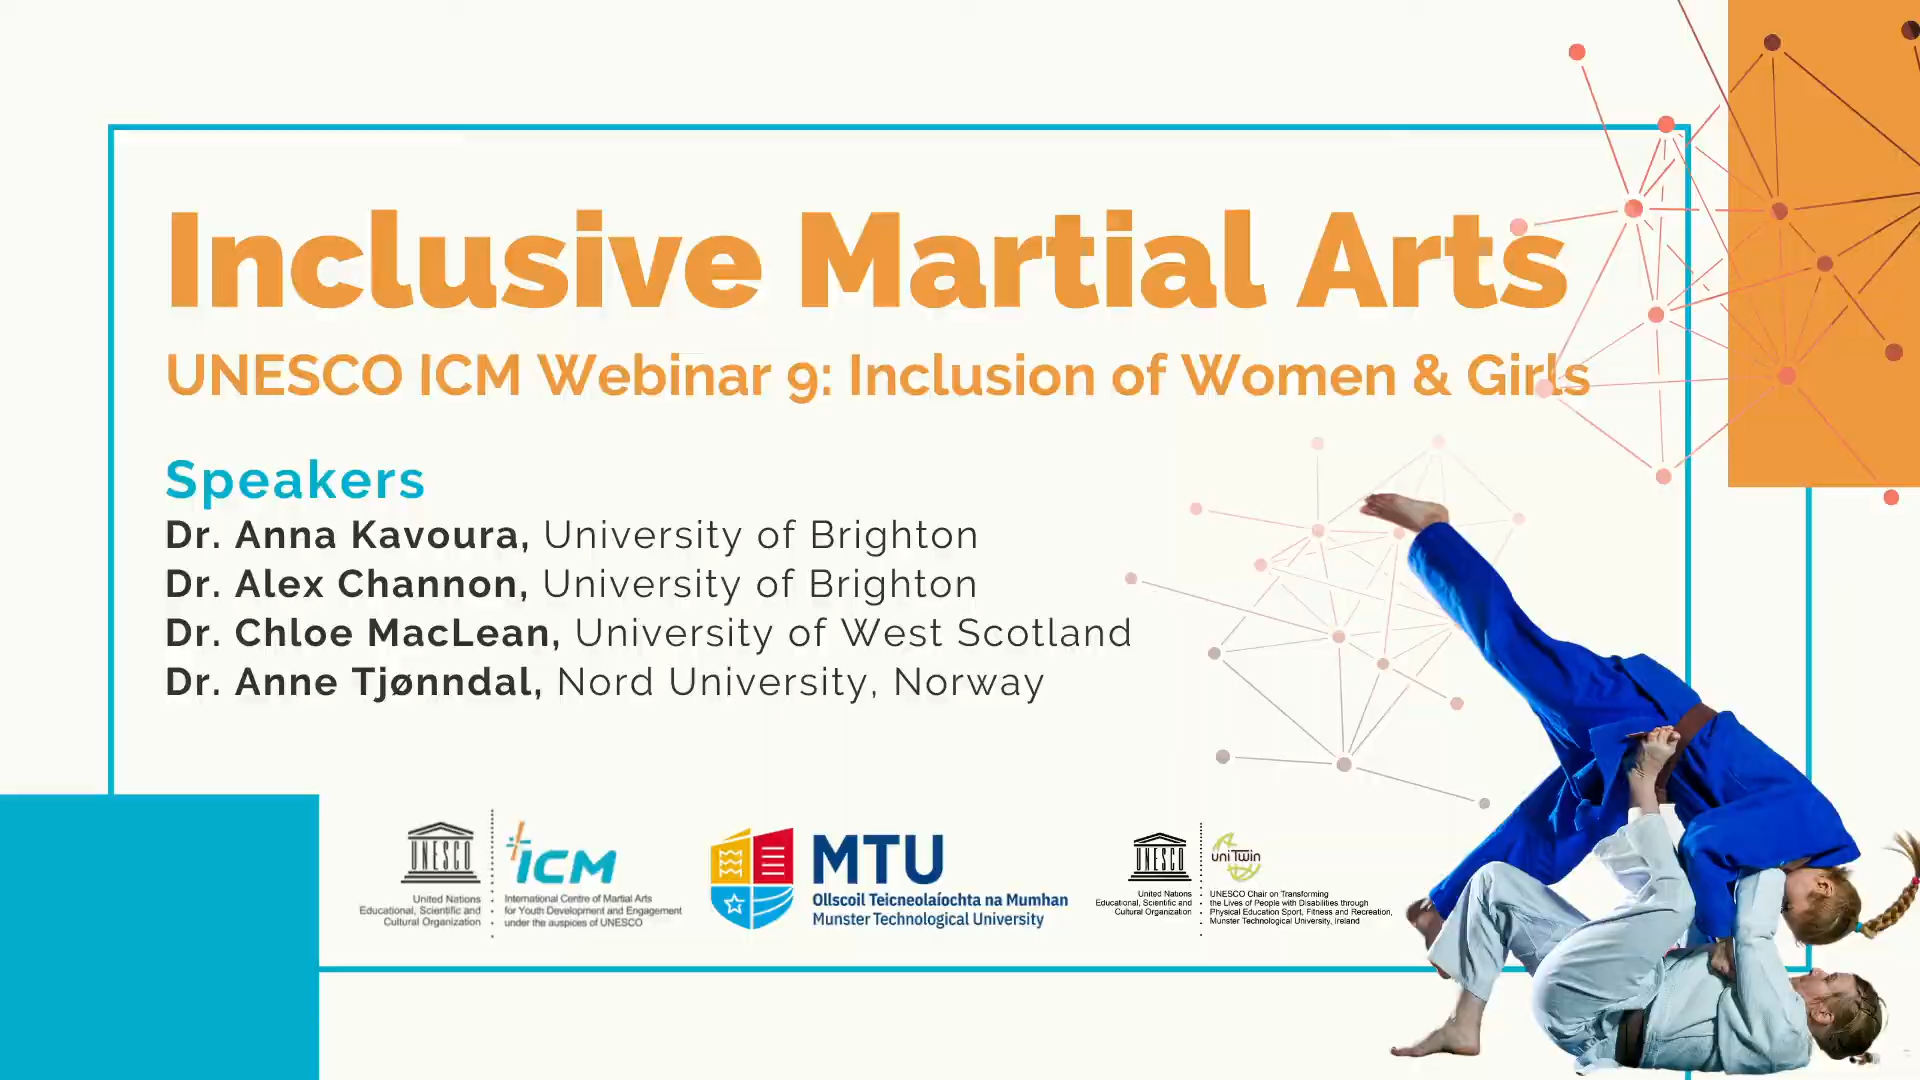 Inclusive Martial Arts
UNESCO ICM Webinar 9: Inclusion of Women & Girls
Speakers
Dr. Anna Kavoura, University of Brighton
Dr. Alex Channon, University of Brighton
Dr. Chloe MacLean, University of West Scotland
Dr. Anne Tjønndal, Nord University, Norway
UNESCO
United Nations
Educational, Scientific and
Cultural Organization
ICM
International Centre of Martial Arts
for Youth Development and Engagement
under the auspices of UNESCO
MTU
Ollscoil Teicneolaíochta na Mumhan
Munster Technological University
UNESCO
United Nations
Educational, Scientific and
Cultural Organization
uniTwin
UNESCO Chair on Transforming
the Lives of People with Disabilities through
Physical Education Sport, Fitness and Recreation,
Munster Technological University, Ireland